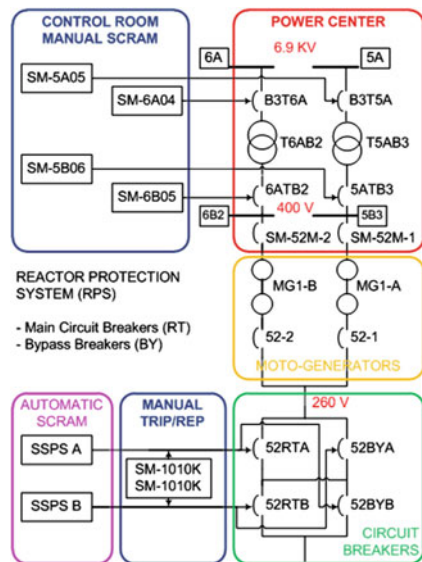 CONTROL ROOM
MANUAL SCRAM
POWER CENTER
6A
6.9 KV
5A
SM-5A05
SM-6A04
B3T6A
B3T5A
T6AB2
T5AB3
SM-5B06
SM-6B05
6ATB2
5ATB3
6B2
400 V
5B3
SM-52M-2
SM-52M-1
REACTOR PROTECTION
SYSTEM (RPS)
- Main Circuit Breakers (RT)
- Bypass Breakers (BY)
MG1-B
MG1-A
52-2
52-1
MOTO-GENERATORS
AUTOMATIC
SCRAM
MANUAL
TRIP/REP
260 V
SSPS A
SM-1010K
SM-1010K
SSPS B
52RTA
52BYA
52RTB
52BYB
CIRCUIT
BREAKERS